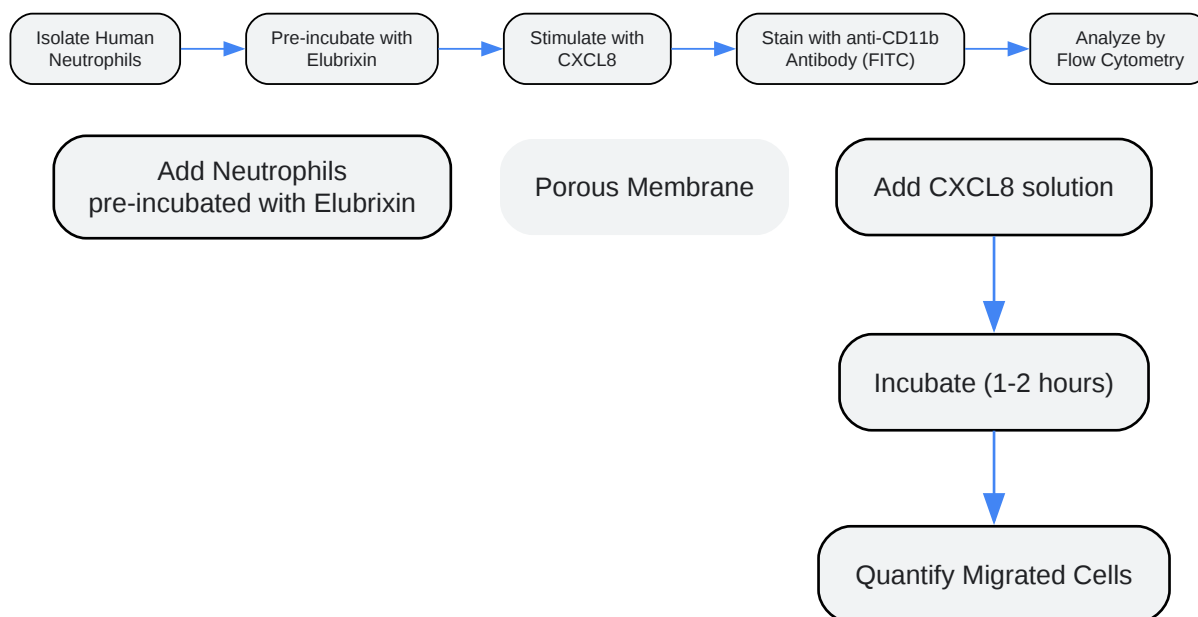 Isolate Human
Neutrophils
Pre-incubate with
Elubrixin
Stimulate with
CXCL8
Stain with anti-CD11b
Antibody (FITC)
Analyze by
Flow Cytometry
Add Neutrophils
pre-incubated with Elubrixin
Porous Membrane
Add CXCL8 solution
Incubate (1-2 hours)
Quantify Migrated Cells